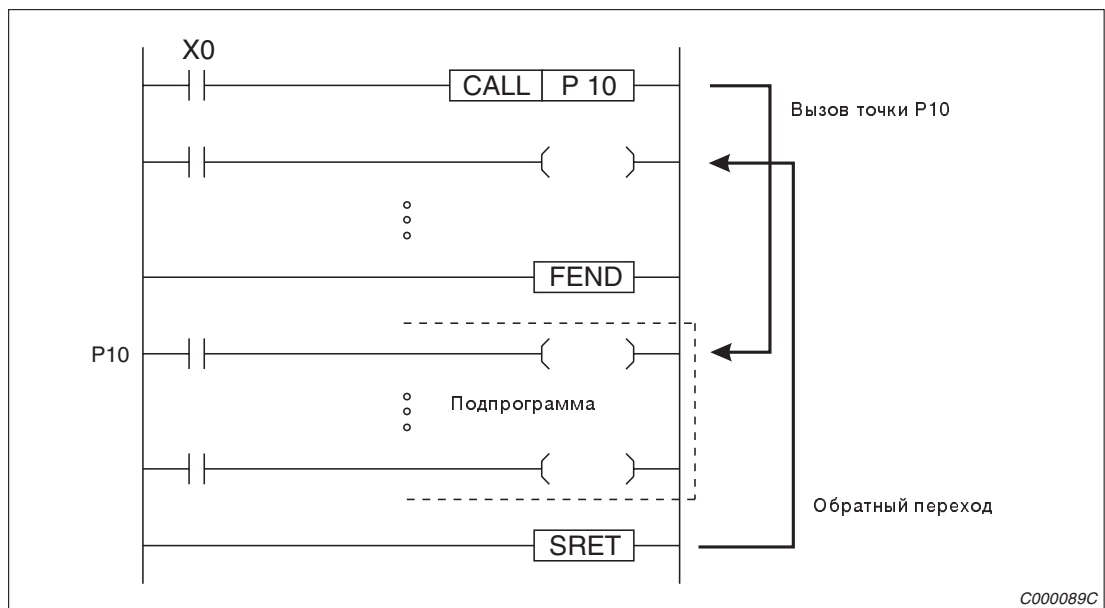 X0
CALL P 10
Вызов точки P10
FEND
P10
Подпрограмма
Обратный переход
SRET
C000089C